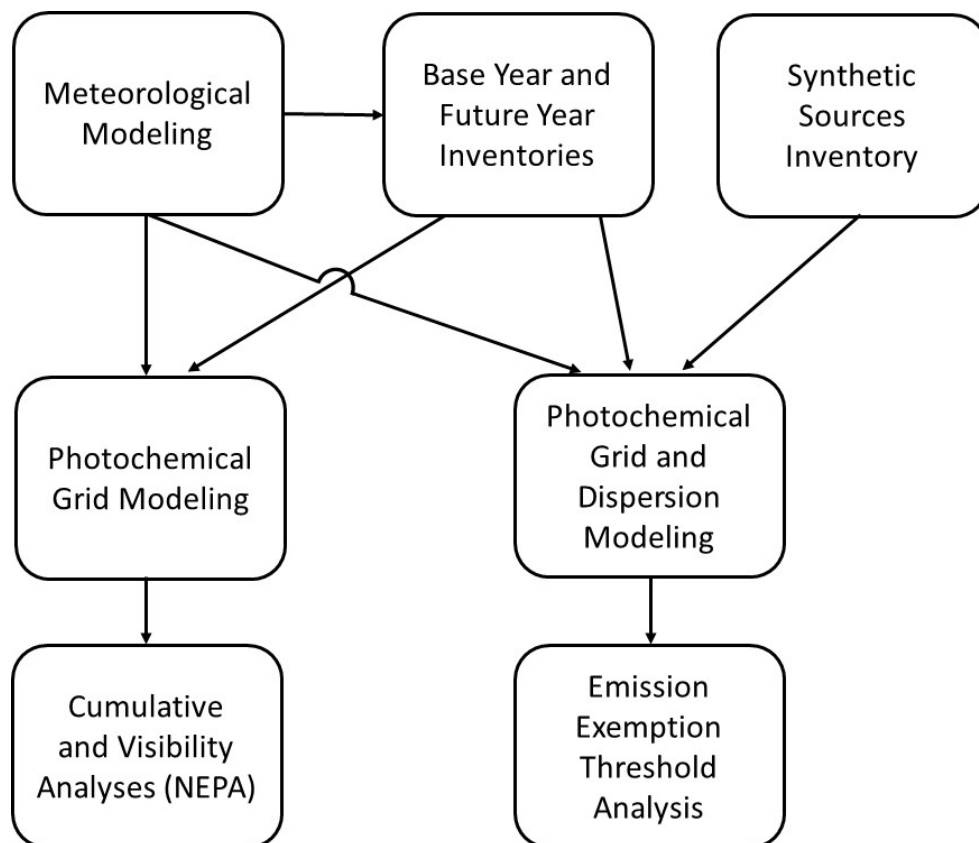 Meteorological
Modeling
Base Year and
Future Year
Inventories
Synthetic
Sources
Inventory
Photochemical
Grid Modeling
Photochemical
Grid and
Dispersion
Modeling
Cumulative
and Visibility
Analyses (NEPA)
Emission
Exemption
Threshold
Analysis